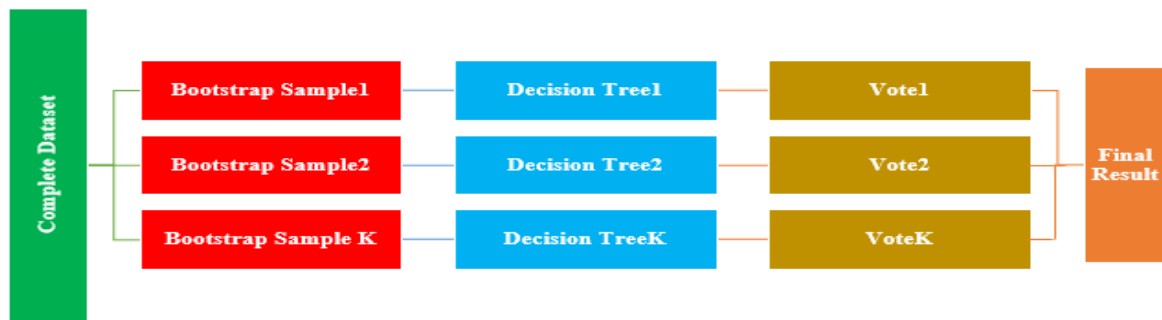 Complete Dataset
Bootstrap Sample1
Decision Tree1
Vote1
Bootstrap Sample2
Decision Tree2
Vote2
Bootstrap Sample K
Decision TreeK
VoteK
Final
Result